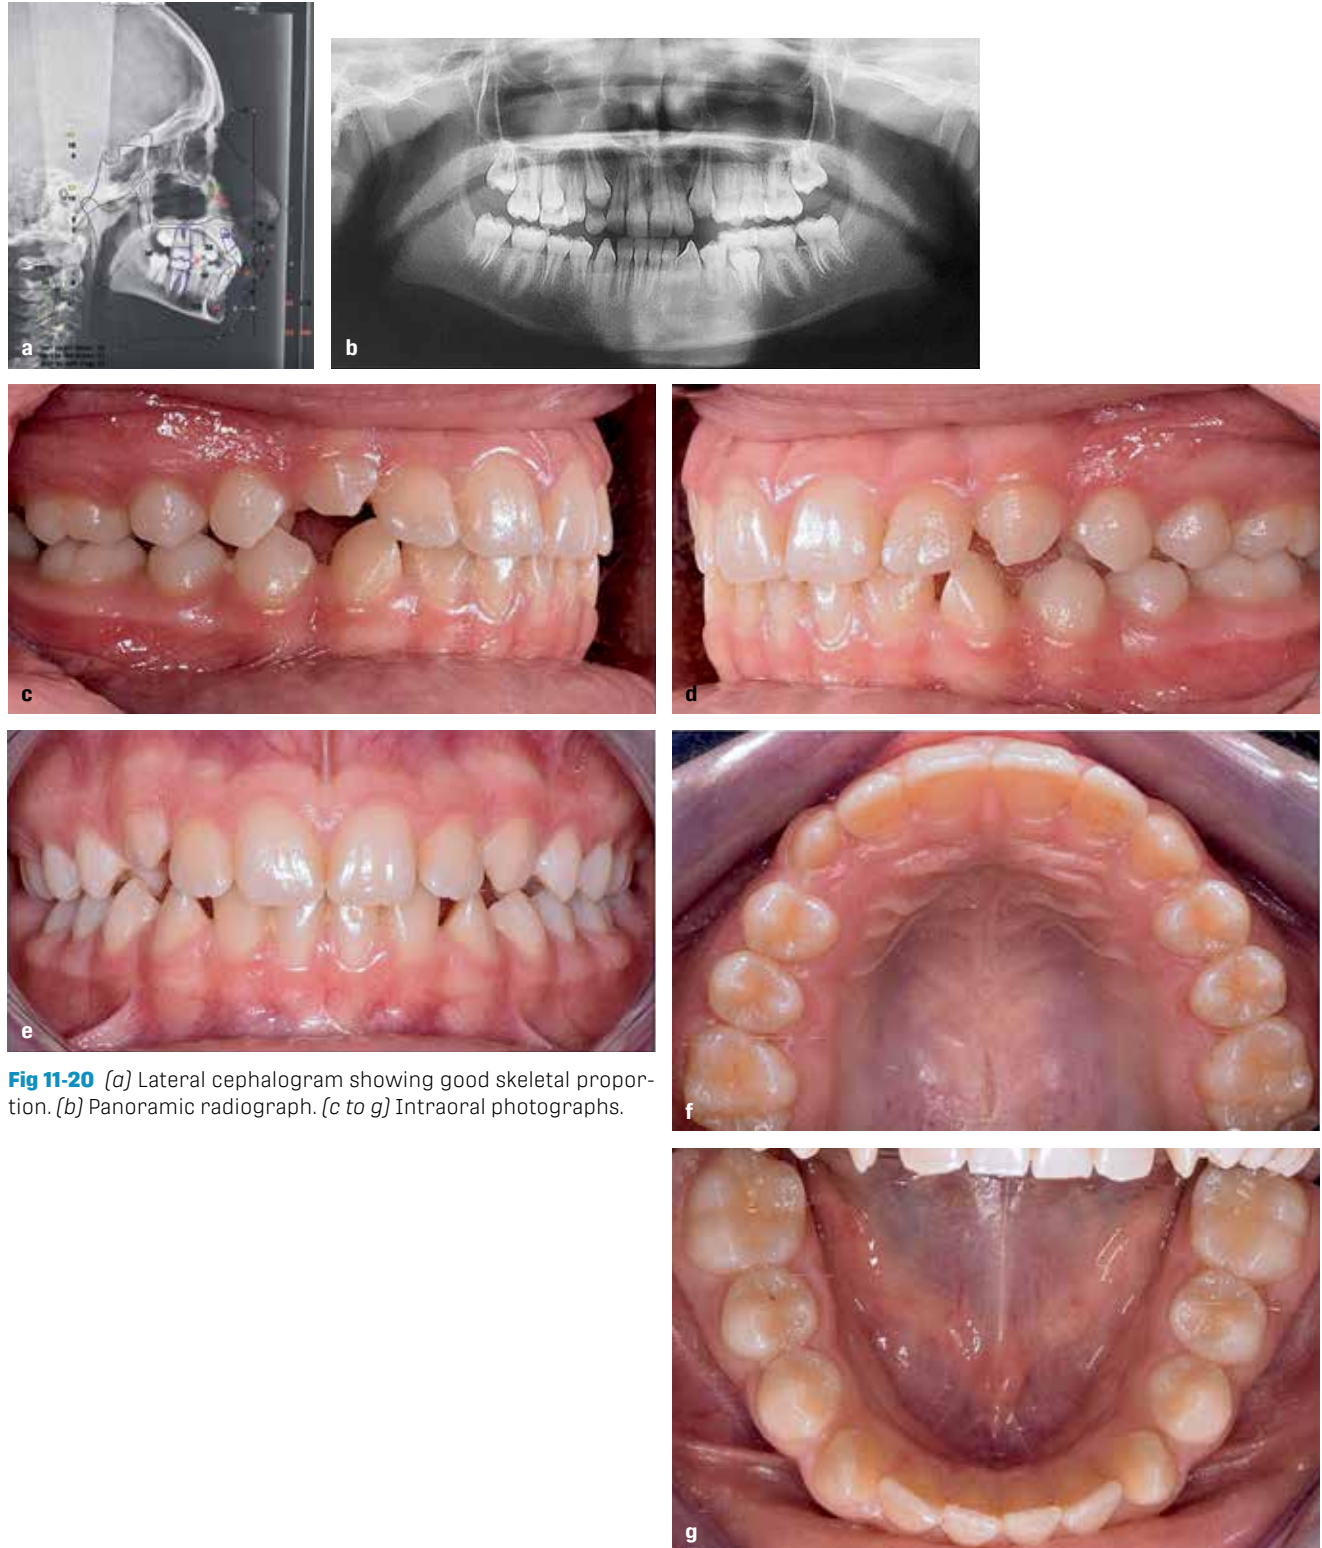 a
b
c
d
e
f
Fig 11-20 (a) Lateral cephalogram showing good skeletal propor-
tion. (b) Panoramic radiograph. (c to g) Intraoral photographs.
g